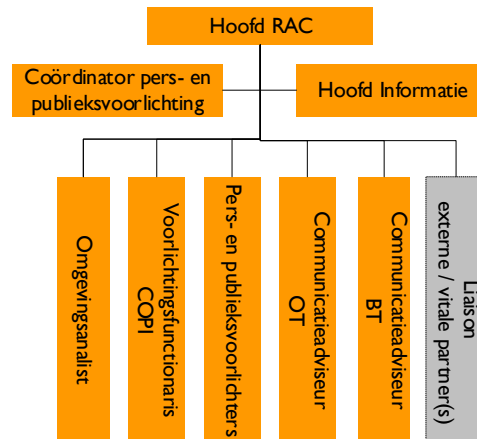 Hoofd RAC
Coördinator pers- en
publieksvoorlichting
Hoofd Informatie
Omgevingsanalist
Voorlichtingsfunctionaris
COPI
Pers- en publieksvoorlichters
Communicatieadviseur
OT
Communicatieadviseur
BT
Liaison
externe / vitale partner(s)